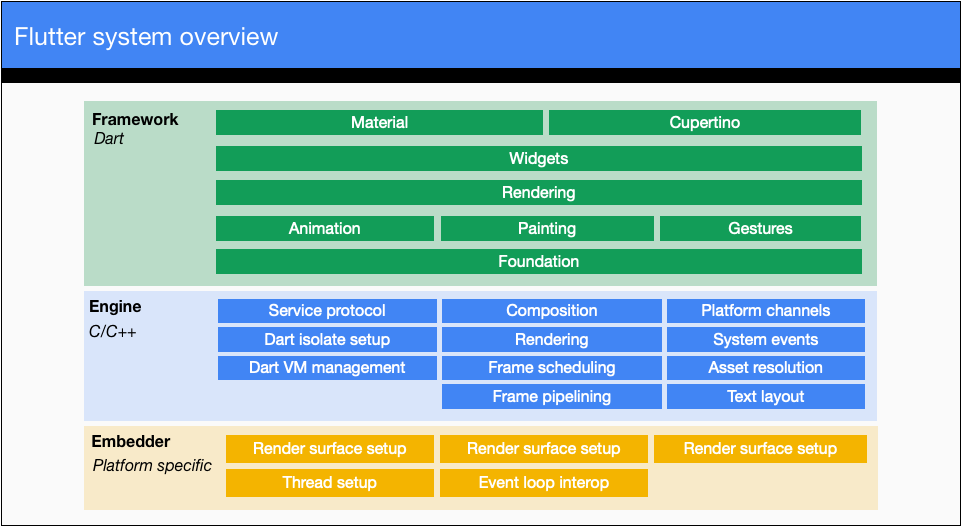 Flutter system overview
Framework
Dart
Material
Cupertino
Widgets
Rendering
Animation
Painting
Gestures
Foundation
Engine
C/C++
Service protocol
Composition
Platform channels
Dart isolate setup
Rendering
System events
Dart VM management
Frame scheduling
Asset resolution
Frame pipelining
Text layout
Embedder
Platform specific
Render surface setup
Render surface setup
Render surface setup
Thread setup
Event loop interop